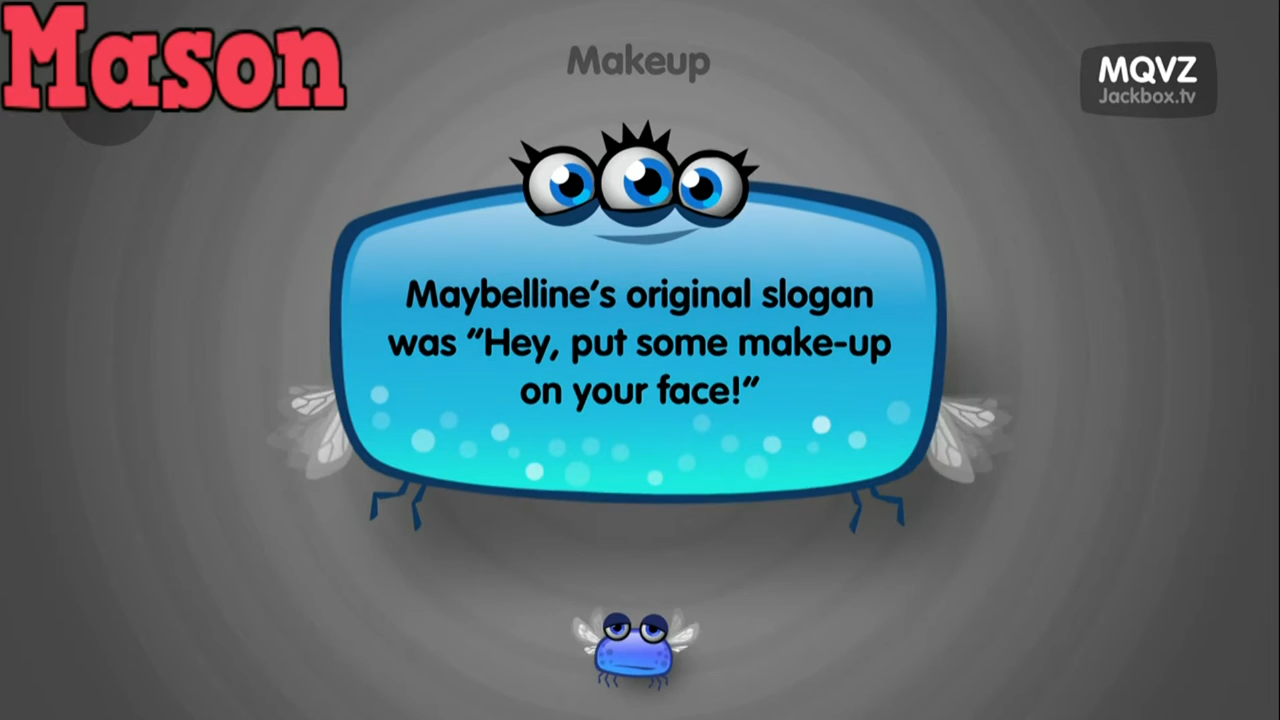 Mason
Makeup
MQVZ
Jackbox.tv
Maybelline's original slogan
was "Hey, put some make-up
on your face!"